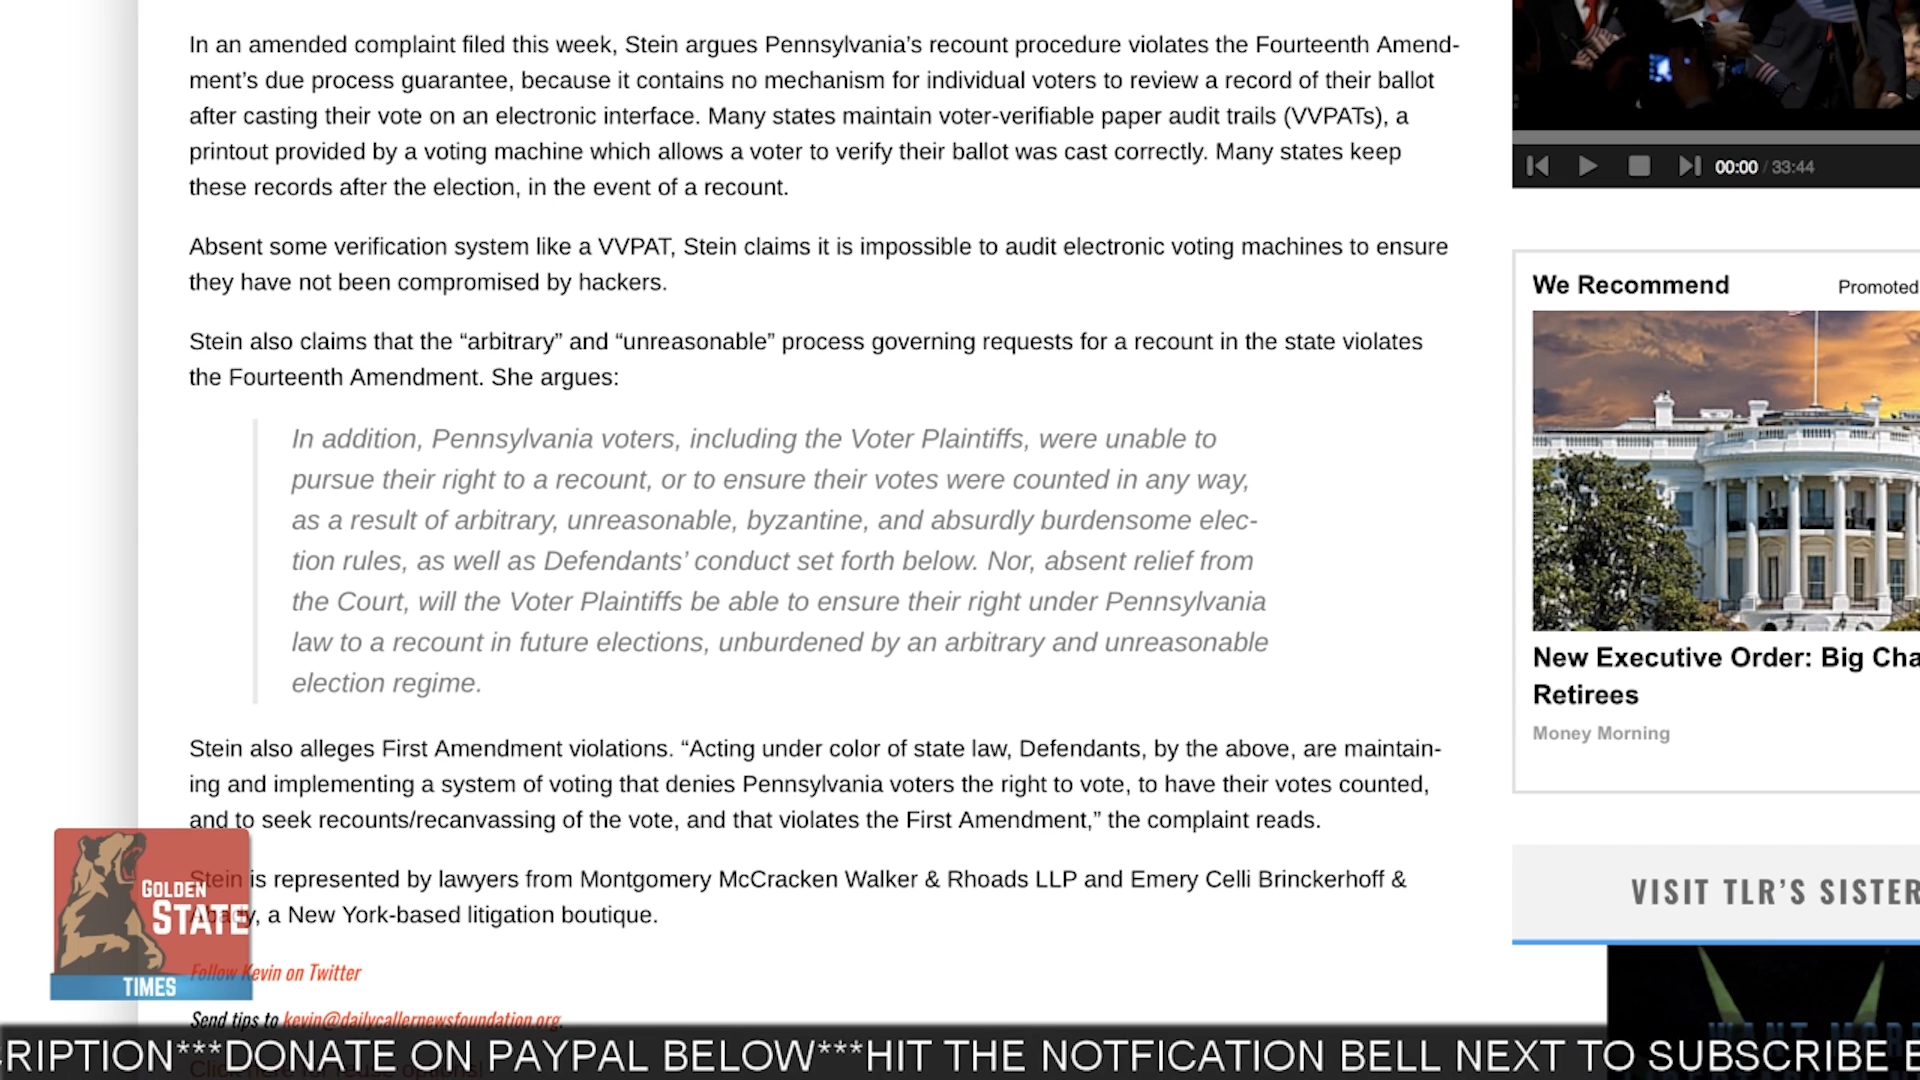 In an amended complaint filed this week, Stein argues Pennsylvania’s recount procedure violates the Fourteenth Amend-
ment’s due process guarantee, because it contains no mechanism for individual voters to review a record of their ballot
after casting their vote on an electronic interface. Many states maintain voter-verifiable paper audit trails (VVPATs), a
printout provided by a voting machine which allows a voter to verify their ballot was cast correctly. Many states keep
these records after the election, in the event of a recount.
Absent some verification system like a VVPAT, Stein claims it is impossible to audit electronic voting machines to ensure
they have not been compromised by hackers.
Stein also claims that the “arbitrary” and “unreasonable” process governing requests for a recount in the state violates
the Fourteenth Amendment. She argues:
In addition, Pennsylvania voters, including the Voter Plaintiffs, were unable to
pursue their right to a recount, or to ensure their votes were counted in any way,
as a result of arbitrary, unreasonable, byzantine, and absurdly burdensome elec-
tion rules, as well as Defendants’ conduct set forth below. Nor, absent relief from
the Court, will the Voter Plaintiffs be able to ensure their right under Pennsylvania
law to a recount in future elections, unburdened by an arbitrary and unreasonable
election regime.
Stein also alleges First Amendment violations. “Acting under color of state law, Defendants, by the above, are maintain-
ing and implementing a system of voting that denies Pennsylvania voters the right to vote, to have their votes counted,
and to seek recounts/recanvassing of the vote, and that violates the First Amendment,” the complaint reads.
Stein is represented by lawyers from Montgomery McCracken Walker & Rhoads LLP and Emery Celli Brinckerhoff &
Abady, a New York-based litigation boutique.
Follow Kevin on Twitter
Send tips to kevin@dailycallernewsfoundation.org.
GOLDEN
STATE
TIMES
00:00 / 33:44
We Recommend
Promoted
New Executive Order: Big Cha
Retirees
Money Morning
VISIT TLR’S SISTER
WANT MOR
CRIPTION***DONATE ON PAYPAL BELOW***HIT THE NOTFICATION BELL NEXT TO SUBSCRIBE B